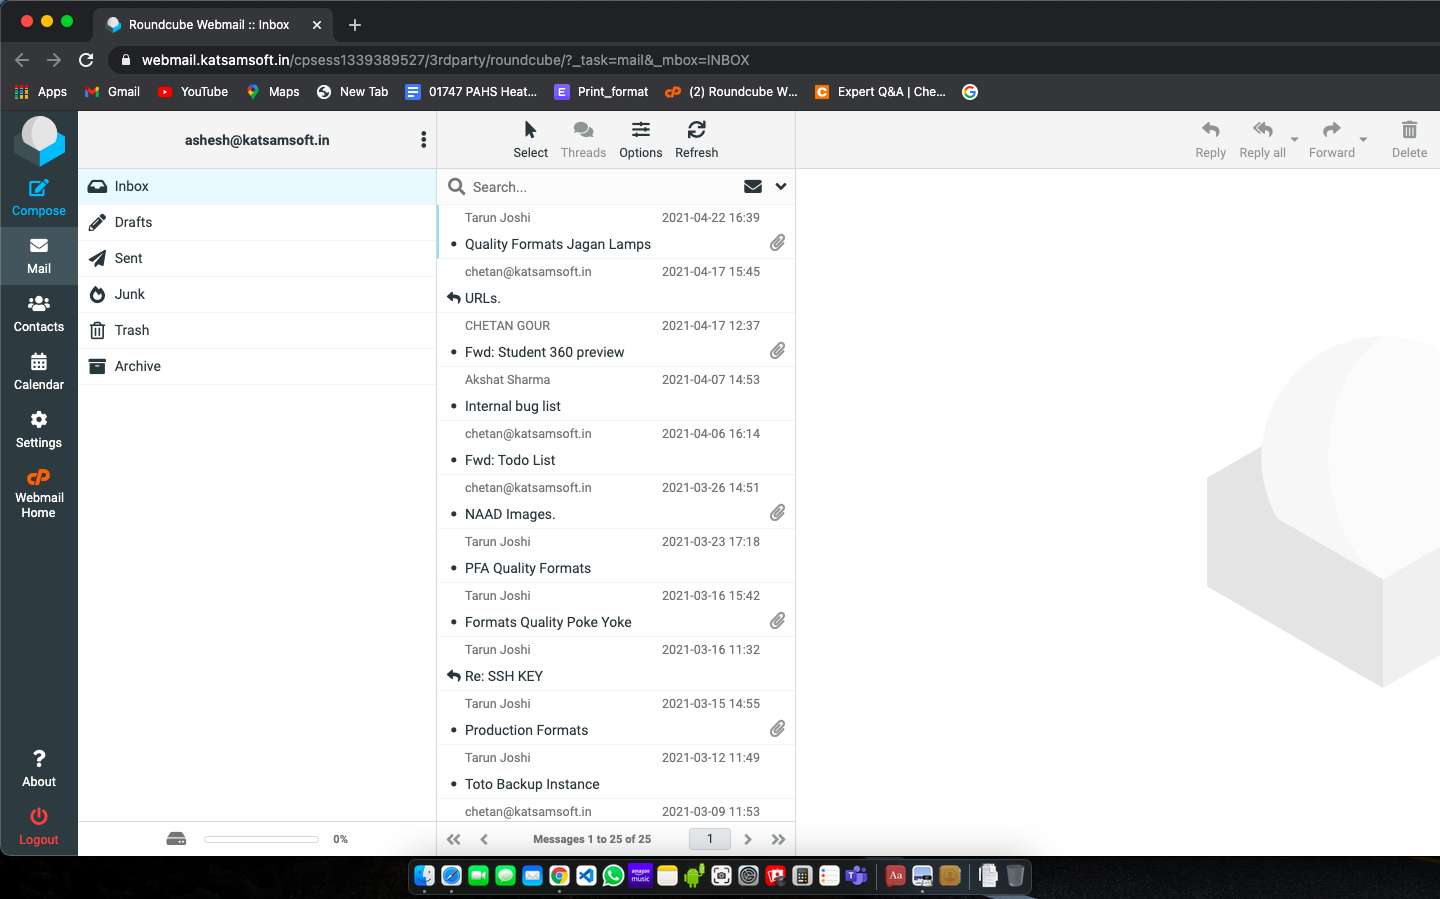 Roundcube Webmail :: Inbox
webmail.katsamsoft.in/cpsess1339389527/3rdparty/roundcube/?_task=mail&_mbox=INBOX
Apps Gmail YouTube Maps New Tab 01747 PAHS Heat... Print_format (2) Roundcube W... Expert Q&A | Che...
ashesh@katsamsoft.in
Select Threads Options Refresh
Reply Reply all Forward Delete
Compose
Mail
Contacts
Calendar
Settings
Webmail
Home
About
Logout
Inbox
Drafts
Sent
Junk
Trash
Archive
0%
Search...
Tarun Joshi 2021-04-22 16:39
• Quality Formats Jagan Lamps
chetan@katsamsoft.in 2021-04-17 15:45
URLs.
CHETAN GOUR 2021-04-17 12:37
• Fwd: Student 360 preview
Akshat Sharma 2021-04-07 14:53
• Internal bug list
chetan@katsamsoft.in 2021-04-06 16:14
• Fwd: Todo List
chetan@katsamsoft.in 2021-03-26 14:51
• NAAD Images.
Tarun Joshi 2021-03-23 17:18
• PFA Quality Formats
Tarun Joshi 2021-03-16 15:42
• Formats Quality Poke Yoke
Tarun Joshi 2021-03-16 11:32
Re: SSH KEY
Tarun Joshi 2021-03-15 14:55
• Production Formats
Tarun Joshi 2021-03-12 11:49
• Toto Backup Instance
chetan@katsamsoft.in 2021-03-09 11:53
Messages 1 to 25 of 25 1
amazon
music
Aa